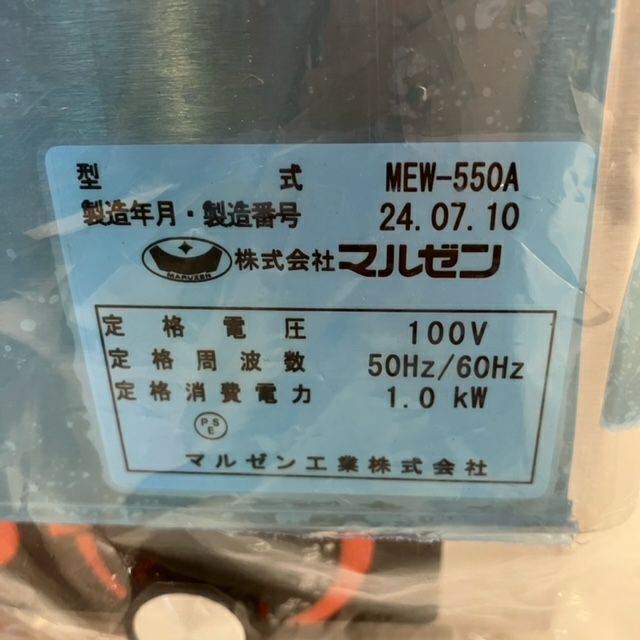 型 式 MEW-550A
製造年月・製造番号 24.07.10
MARUZEN 株式会社マルゼン
定格電圧 100V
定格周波数 50Hz/60Hz
定格消費電力 1.0 kW
PSE
マルゼン工業株式会社